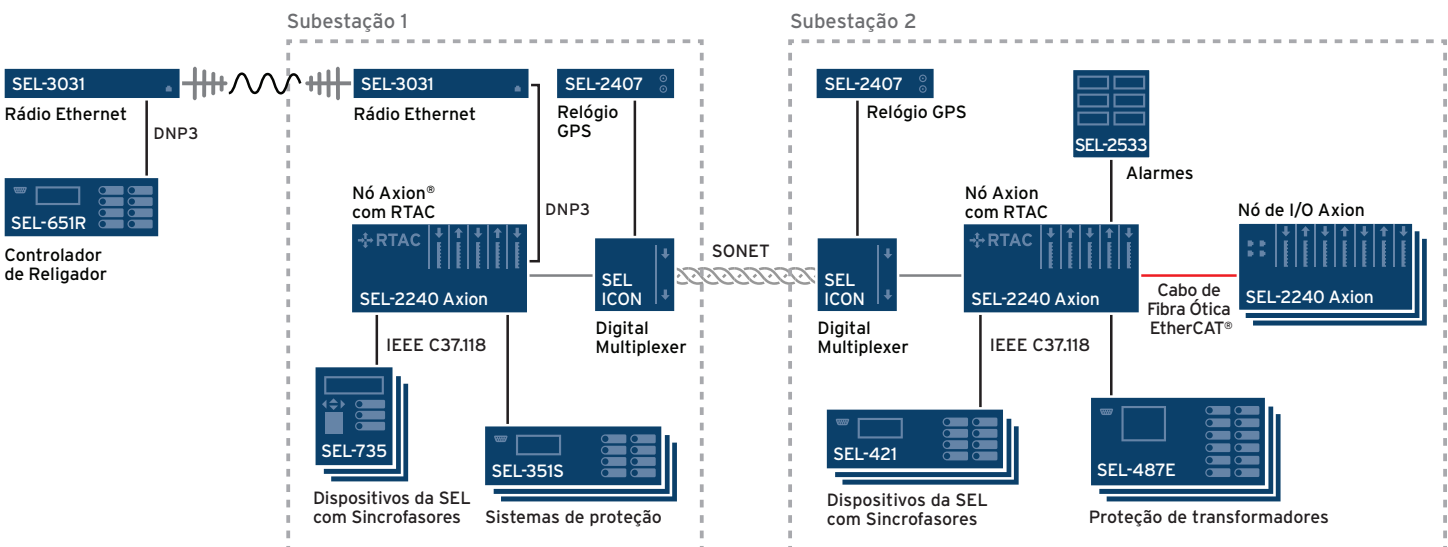 Subestação 1
Subestação 2
SEL-3031
Rádio Ethernet
DNP3
SEL-651R
Controlador
de Religador
SEL-3031
Rádio Ethernet
SEL-2407
Relógio
GPS
Nó Axion®
com RTAC
DNP3
RTAC
SEL-2240 Axion
SEL
ICON
Digital
Multiplexer
IEEE C37.118
SEL-735
Dispositivos da SEL
com Sincrofasores
SEL-351S
Sistemas de proteção
SONET
SEL-2407
Relógio GPS
SEL-2533
Alarmes
Nó Axion
com RTAC
Nó de I/O Axion
SEL
ICON
Digital
Multiplexer
RTAC
SEL-2240 Axion
Cabo de
Fibra Ótica
EtherCAT®
SEL-2240 Axion
IEEE C37.118
SEL-421
Dispositivos da SEL
com Sincrofasores
SEL-487E
Proteção de transformadores